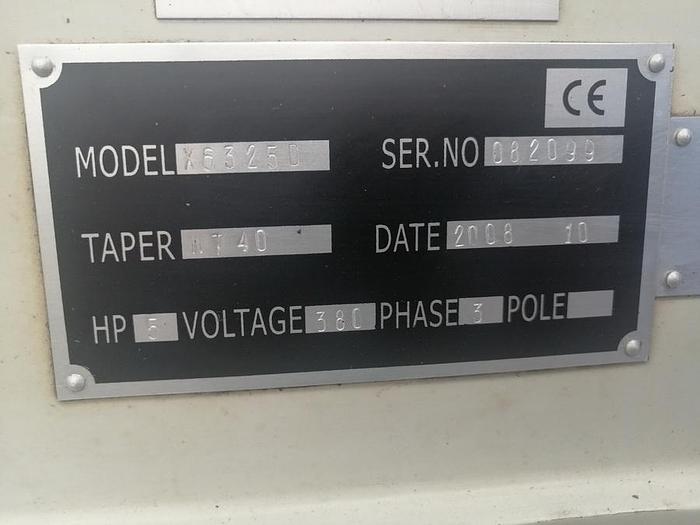 CE
MODEL X6325D SER.NO 082099
TAPER NT40 DATE 2008 10
HP 5 VOLTAGE 380 PHASE 3 POLE